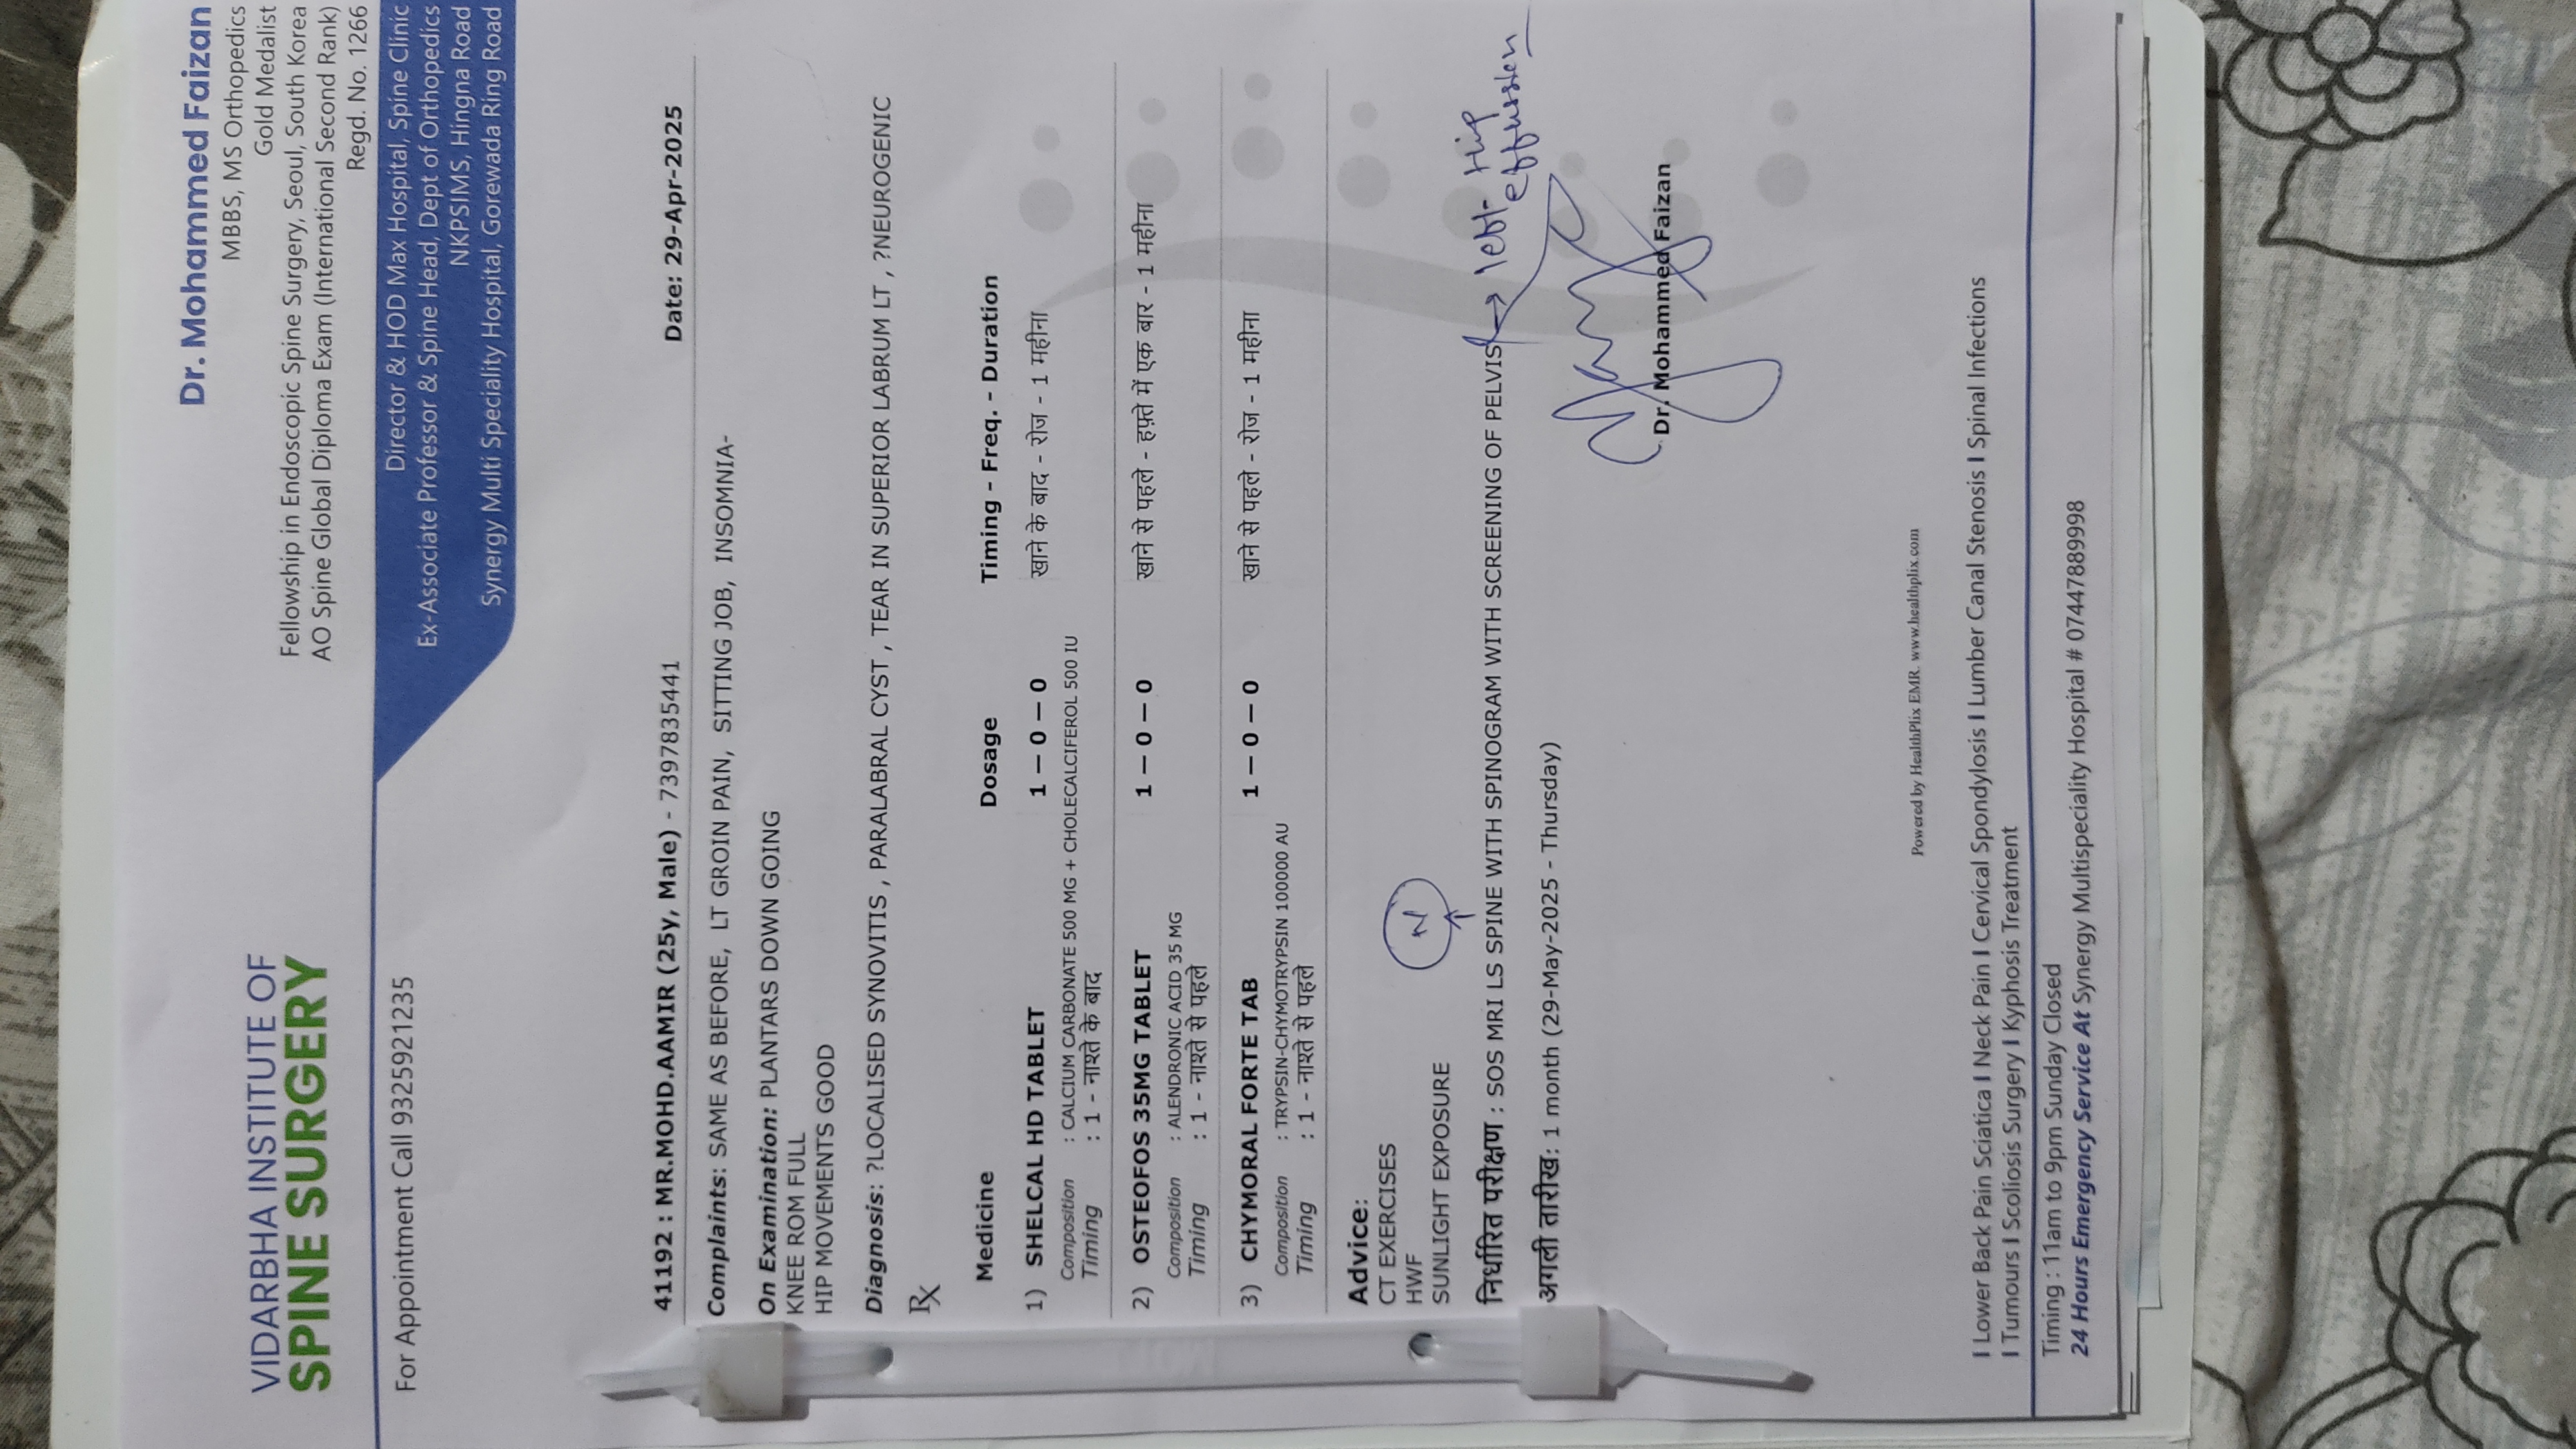 Dr. Mohammed Faizan
MBBS, MS Orthopedics
Gold Medalist
Fellowship in Endoscopic Spine Surgery, Seoul, South Korea
AO Spine Global Diploma Exam (International Second Rank)
Regd. No. 1266
VIDARBHA INSTITUTE OF
SPINE SURGERY
For Appointment Call 9325921235
Director & HOD Max Hospital, Spine Clinic
Ex-Associate Professor & Spine Head, Dept of Orthopedics
NKPSIMS, Hingna Road
Synergy Multi Speciality Hospital, Gorewada Ring Road
41192 : MR.MOHD.AAMIR (25y, Male) - 7397835441 Date: 29-Apr-2025
Complaints: SAME AS BEFORE, LT GROIN PAIN, SITTING JOB, INSOMNIA-
On Examination: PLANTARS DOWN GOING
KNEE ROM FULL
HIP MOVEMENTS GOOD
Diagnosis: ?LOCALISED SYNOVITIS , PARALABRAL CYST , TEAR IN SUPERIOR LABRUM LT , ?NEUROGENIC
℞
Medicine Dosage Timing - Freq. - Duration
1) SHELCAL HD TABLET 1 – 0 – 0 खाने के बाद - रोज - 1 महीना
Composition : CALCIUM CARBONATE 500 MG + CHOLECALCIFEROL 500 IU
Timing : 1 - नाश्ते के बाद
2) OSTEOFOS 35MG TABLET 1 – 0 – 0 खाने से पहले - हफ़्ते में एक बार - 1 महीना
Composition : ALENDRONIC ACID 35 MG
Timing : 1 - नाश्ते से पहले
3) CHYMORAL FORTE TAB 1 – 0 – 0 खाने से पहले - रोज - 1 महीना
Composition : TRYPSIN-CHYMOTRYPSIN 100000 AU
Timing : 1 - नाश्ते से पहले
Advice:
CT EXERCISES
HWF
SUNLIGHT EXPOSURE
N
निर्धारित परीक्षण : SOS MRI LS SPINE WITH SPINOGRAM WITH SCREENING OF PELVIS → left Hip
effusion
अगली तारीख: 1 month (29-May-2025 - Thursday)
Dr. Mohammed Faizan
Powered by HealthPlix EMR. www.healthplix.com
I Lower Back Pain Sciatica I Neck Pain I Cervical Spondylosis I Lumber Canal Stenosis I Spinal Infections
I Tumours I Scoliosis Surgery I Kyphosis Treatment
Timing : 11am to 9pm Sunday Closed
24 Hours Emergency Service At Synergy Multispeciality Hospital # 07447889998